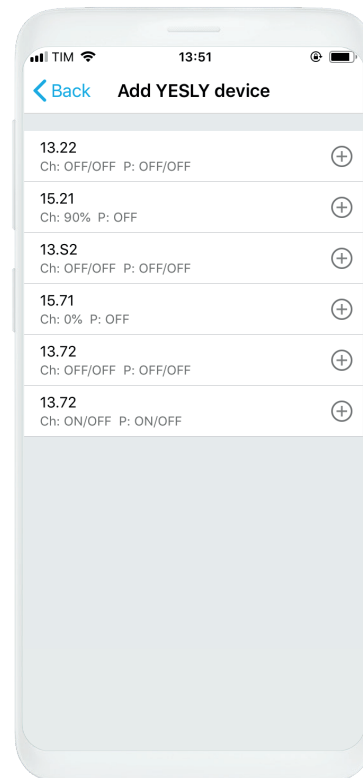 TIM
13:51
Back Add YESLY device
13.22
Ch: OFF/OFF P: OFF/OFF
15.21
Ch: 90% P: OFF
13.S2
Ch: OFF/OFF P: OFF/OFF
15.71
Ch: 0% P: OFF
13.72
Ch: OFF/OFF P: OFF/OFF
13.72
Ch: ON/OFF P: ON/OFF